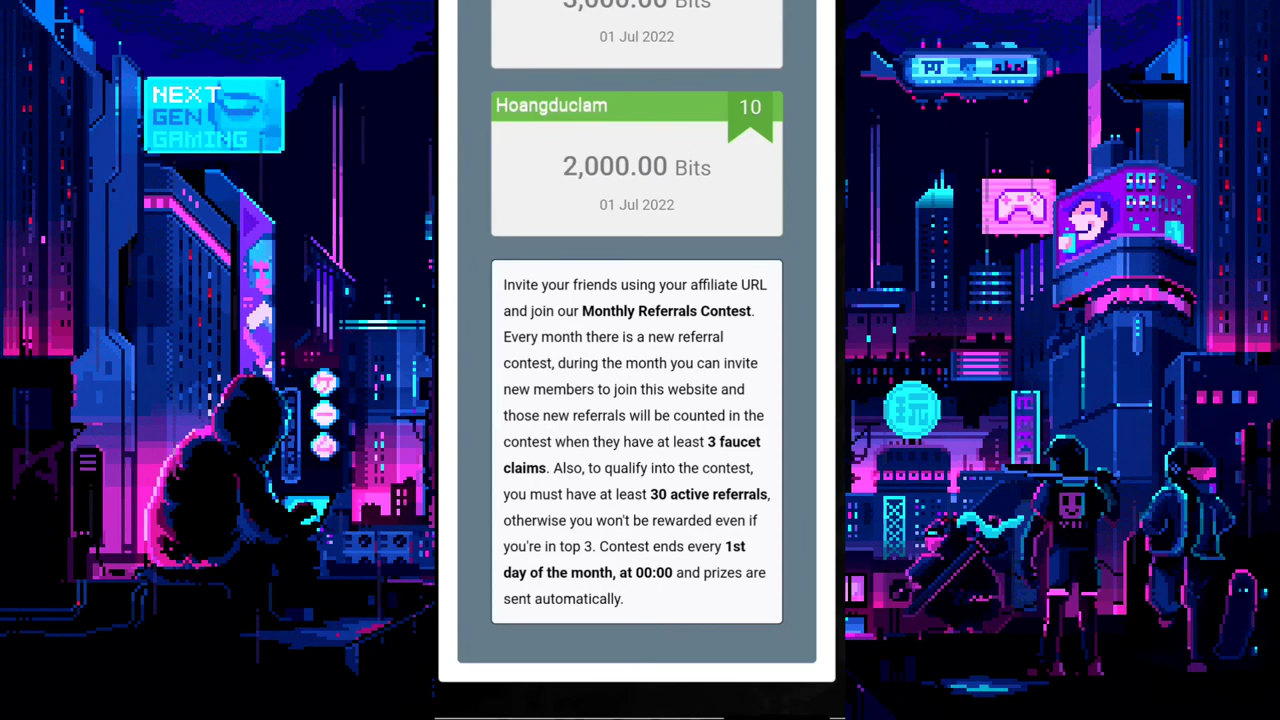 3,000.00 Bits
01 Jul 2022
Hoangduclam
10
2,000.00 Bits
01 Jul 2022
Invite your friends using your affiliate URL
and join our Monthly Referrals Contest.
Every month there is a new referral
contest, during the month you can invite
new members to join this website and
those new referrals will be counted in the
contest when they have at least 3 faucet
claims. Also, to qualify into the contest,
you must have at least 30 active referrals,
otherwise you won't be rewarded even if
you're in top 3. Contest ends every 1st
day of the month, at 00:00 and prizes are
sent automatically.
NEXT
GEN
GAMING
SOFT
DRINK